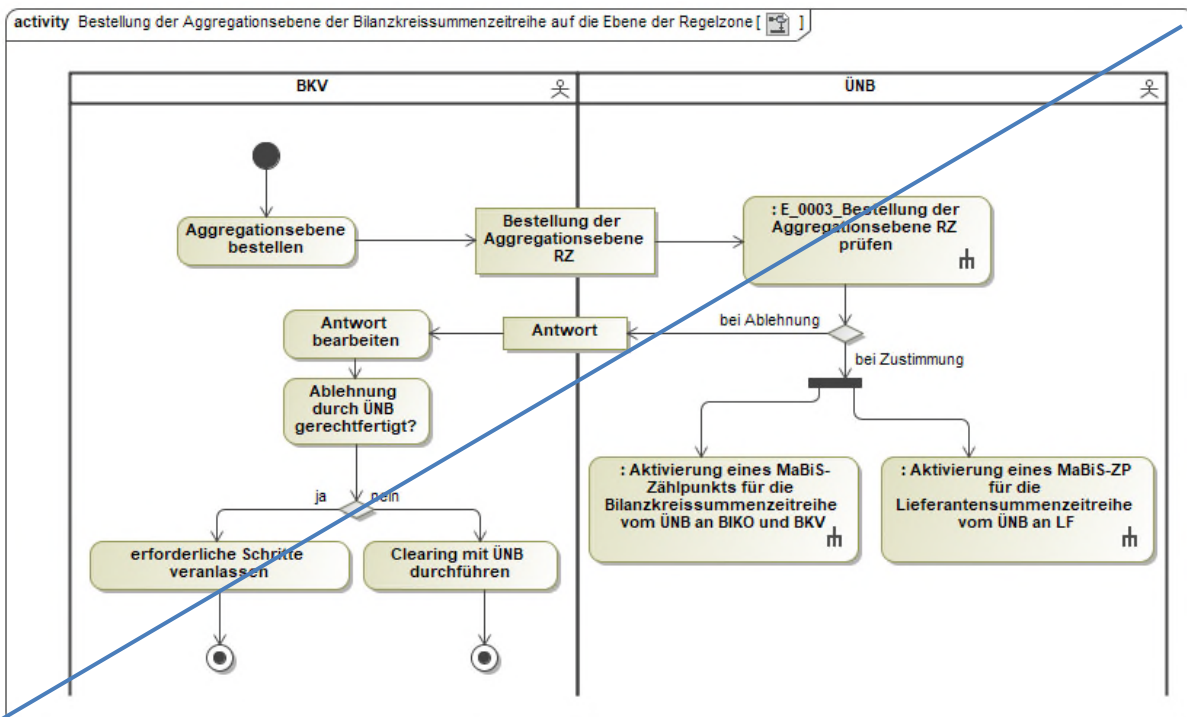 activity Bestellung der Aggregationsebene der Bilanzkreissummenzeitreihe auf die Ebene der Regelzone [ ]
BKV
ÜNB
Aggregationsebene
bestellen
Bestellung der
Aggregationsebene
RZ
: E_0003_Bestellung der
Aggregationsebene RZ
prüfen
Antwort
bearbeiten
Antwort
bei Ablehnung
bei Zustimmung
Ablehnung
durch ÜNB
gerechtfertigt?
ja
nein
erforderliche Schritte
veranlassen
Clearing mit ÜNB
durchführen
: Aktivierung eines MaBiS-
Zählpunkts für die
Bilanzkreissummenzeitreihe
vom ÜNB an BIKO und BKV
: Aktivierung eines MaBiS-ZP
für die
Lieferantensummenzeitreihe
vom ÜNB an LF